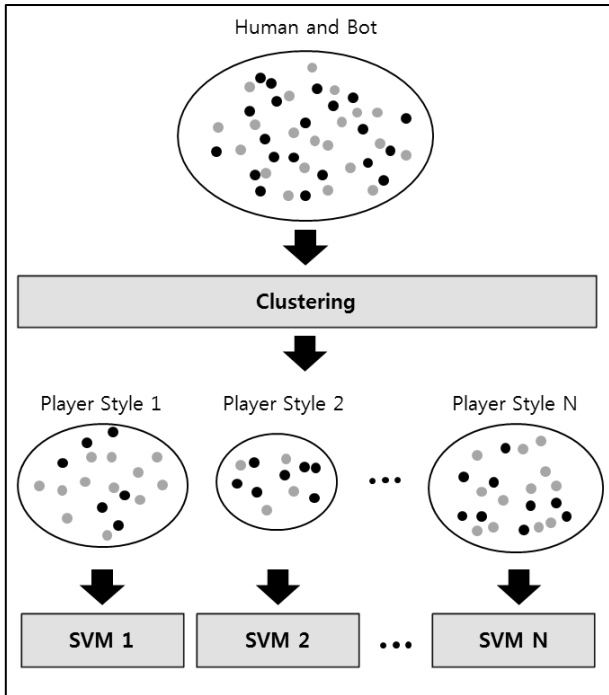 Human and Bot
Clustering
Player Style 1
Player Style 2
Player Style N
...
SVM 1
SVM 2
...
SVM N